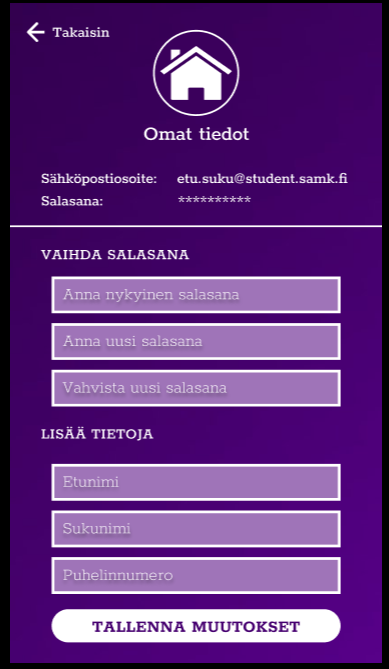 Takaisin
Omat tiedot
Sähköpostiosoite: etu.suku@student.samk.fi
Salasana: **********
VAIHDA SALASANA
Anna nykyinen salasana
Anna uusi salasana
Vahvista uusi salasana
LISÄÄ TIETOJA
Etunimi
Sukunimi
Puhelinnumero
TALLENNA MUUTOKSET